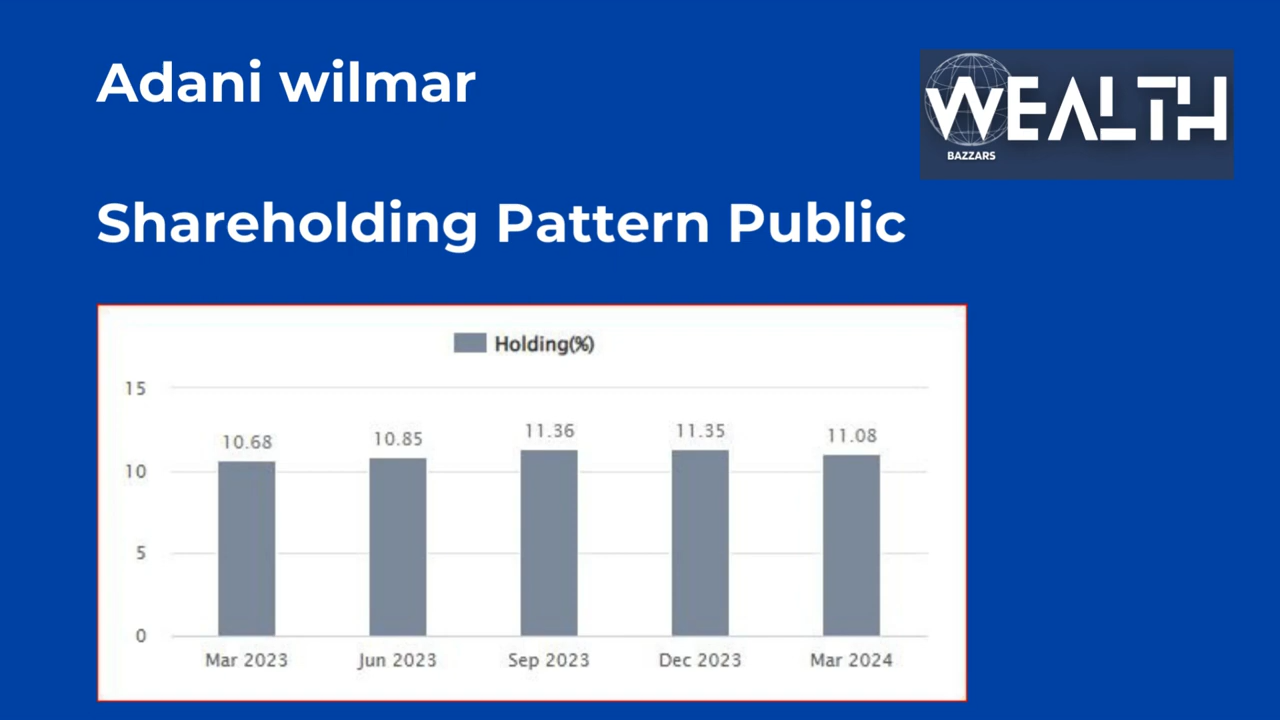 Adani wilmar
WEALTH
BAZZARS
Shareholding Pattern Public
Holding(%)
15
10
5
0
10.68
10.85
11.36
11.35
11.08
Mar 2023
Jun 2023
Sep 2023
Dec 2023
Mar 2024